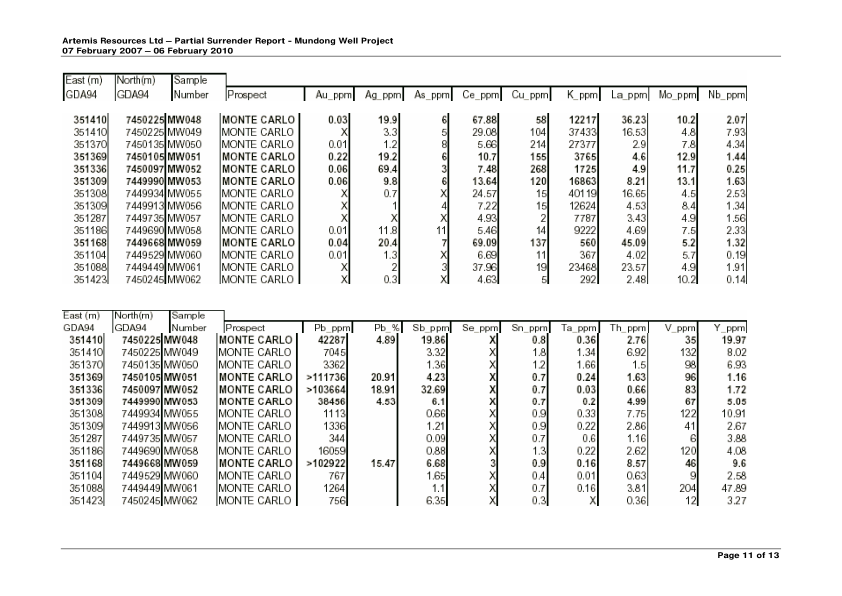 Artemis Resources Ltd – Partial Surrender Report - Mundong Well Project
07 February 2007 – 06 February 2010
East (m) North(m) Sample
GDA94 GDA94 Number Prospect Au_ppm Ag_ppm As_ppm Ce_ppm Cu_ppm K_ppm La_ppm Mo_ppm Nb_ppm
351410 7450225 MW048 MONTE CARLO 0.03 19.9 6 67.88 58 12217 36.23 10.2 2.07
351410 7450225 MW049 MONTE CARLO X 3.3 5 29.08 104 37433 16.53 4.8 7.93
351370 7450135 MW050 MONTE CARLO 0.01 1.2 8 5.66 214 27377 2.9 7.8 4.34
351369 7450105 MW051 MONTE CARLO 0.22 19.2 6 10.7 155 3765 4.6 12.9 1.44
351336 7450097 MW052 MONTE CARLO 0.06 69.4 3 7.48 268 1725 4.9 11.7 0.25
351309 7449990 MW053 MONTE CARLO 0.06 9.8 6 13.64 120 16863 8.21 13.1 1.63
351308 7449934 MW055 MONTE CARLO X 0.7 X 24.57 15 40119 16.65 4.5 2.53
351309 7449913 MW056 MONTE CARLO X 1 4 7.22 15 12624 4.53 8.4 1.34
351287 7449735 MW057 MONTE CARLO X X X 4.93 2 7787 3.43 4.9 1.56
351186 7449690 MW058 MONTE CARLO 0.01 11.8 11 5.46 14 9222 4.69 7.5 2.33
351168 7449668 MW059 MONTE CARLO 0.04 20.4 7 69.09 137 560 45.09 5.2 1.32
351104 7449529 MW060 MONTE CARLO 0.01 1.3 X 6.69 11 367 4.02 5.7 0.19
351088 7449449 MW061 MONTE CARLO X 2 3 37.96 19 23468 23.57 4.9 1.91
351423 7450245 MW062 MONTE CARLO X 0.3 X 4.63 5 292 2.48 10.2 0.14
East (m) North(m) Sample
GDA94 GDA94 Number Prospect Pb_ppm Pb_% Sb_ppm Se_ppm Sn_ppm Ta_ppm Th_ppm V_ppm Y_ppm
351410 7450225 MW048 MONTE CARLO 42287 4.89 19.86 X 0.8 0.36 2.76 35 19.97
351410 7450225 MW049 MONTE CARLO 7045 3.32 X 1.8 1.34 6.92 132 8.02
351370 7450135 MW050 MONTE CARLO 3362 1.36 X 1.2 1.66 1.5 98 6.93
351369 7450105 MW051 MONTE CARLO >111736 20.91 4.23 X 0.7 0.24 1.63 96 1.16
351336 7450097 MW052 MONTE CARLO >103664 18.91 32.69 X 0.7 0.03 0.66 83 1.72
351309 7449990 MW053 MONTE CARLO 38456 4.53 6.1 X 0.7 0.2 4.99 67 5.05
351308 7449934 MW055 MONTE CARLO 1113 0.66 X 0.9 0.33 7.75 122 10.91
351309 7449913 MW056 MONTE CARLO 1336 1.21 X 0.9 0.22 2.86 41 2.67
351287 7449735 MW057 MONTE CARLO 344 0.09 X 0.7 0.6 1.16 6 3.88
351186 7449690 MW058 MONTE CARLO 16059 0.88 X 1.3 0.22 2.62 120 4.08
351168 7449668 MW059 MONTE CARLO >102922 15.47 6.68 3 0.9 0.16 8.57 46 9.6
351104 7449529 MW060 MONTE CARLO 767 1.65 X 0.4 0.01 0.63 9 2.58
351088 7449449 MW061 MONTE CARLO 1264 1.1 X 0.7 0.16 3.81 204 47.89
351423 7450245 MW062 MONTE CARLO 756 6.35 X 0.3 X 0.36 12 3.27
Page 11 of 13